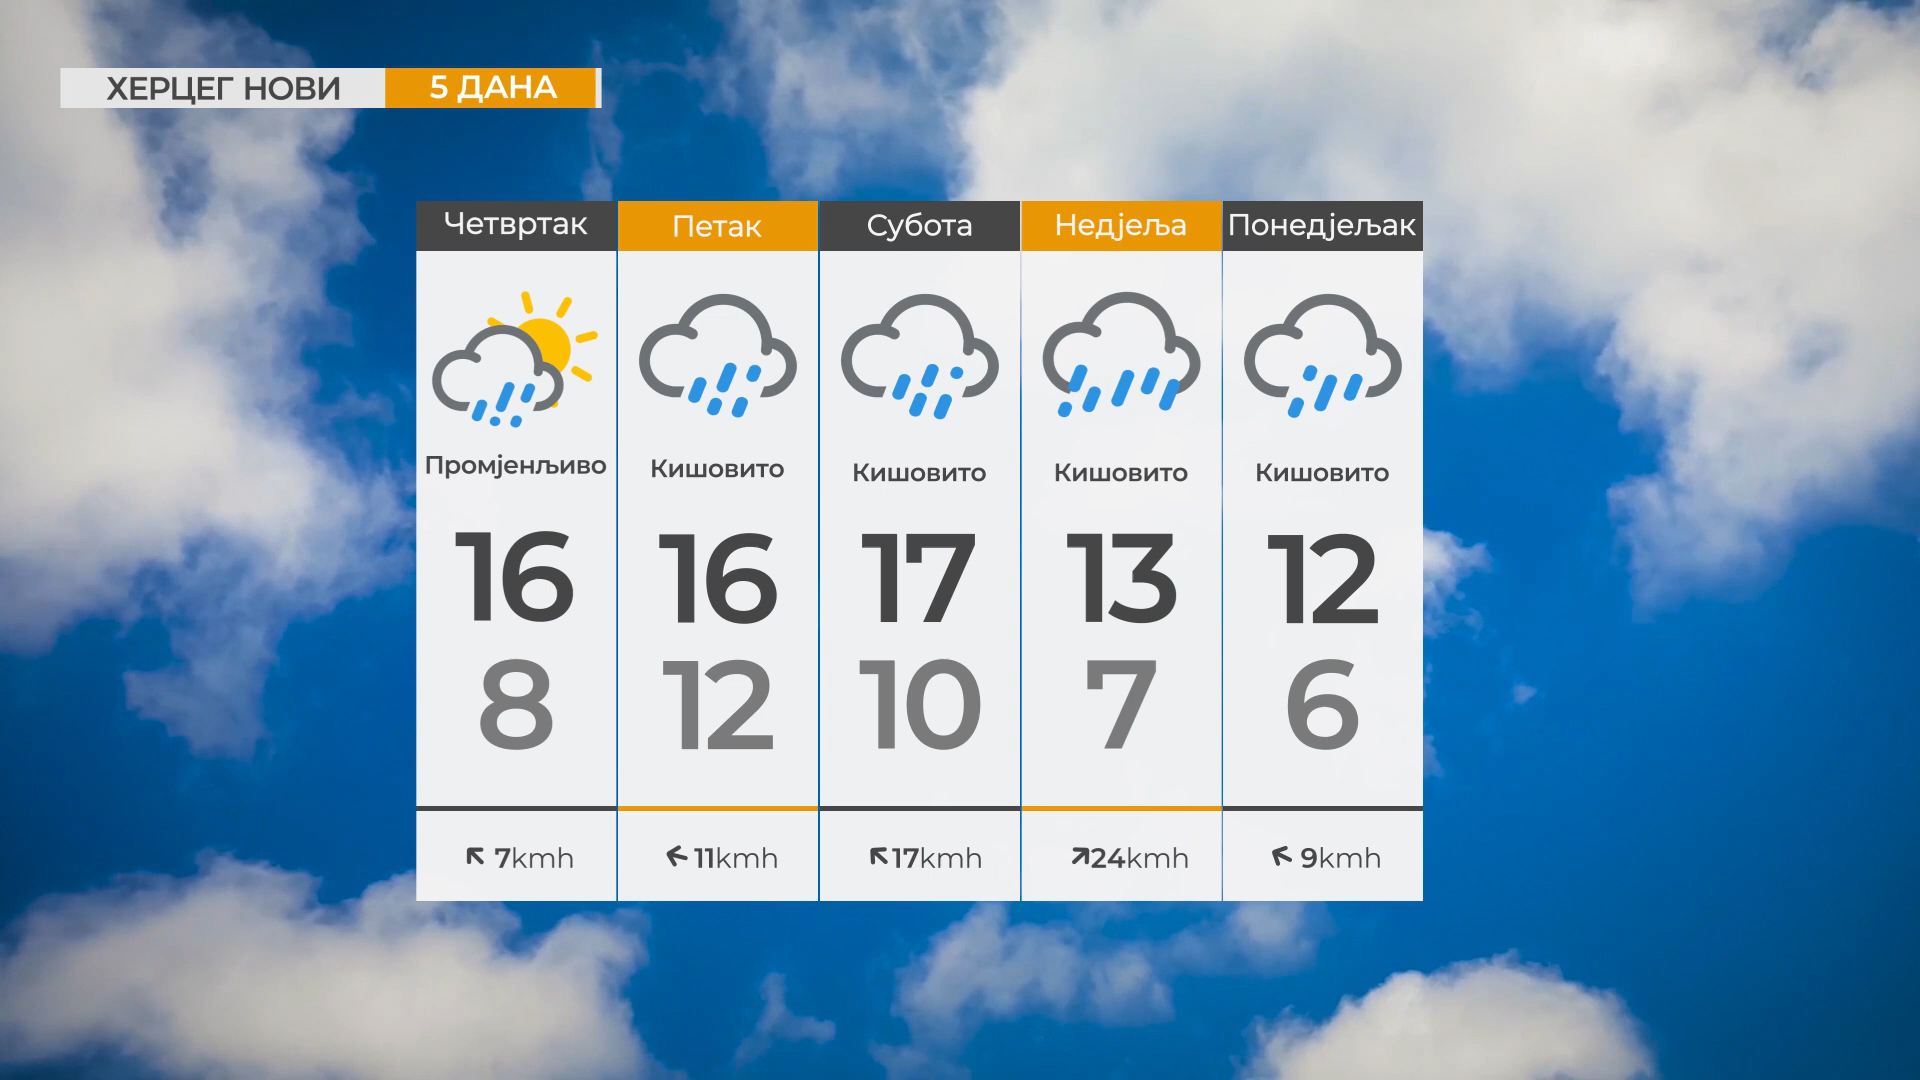 ХЕРЦЕГ НОВИ 5 ДАНА
Четвртак Петак Субота Недјеља Понедјељак
Промјенљиво Кишовито Кишовито Кишовито Кишовито
16 16 17 13 12
8 12 10 7 6
7kmh 11kmh 17kmh 24kmh 9kmh